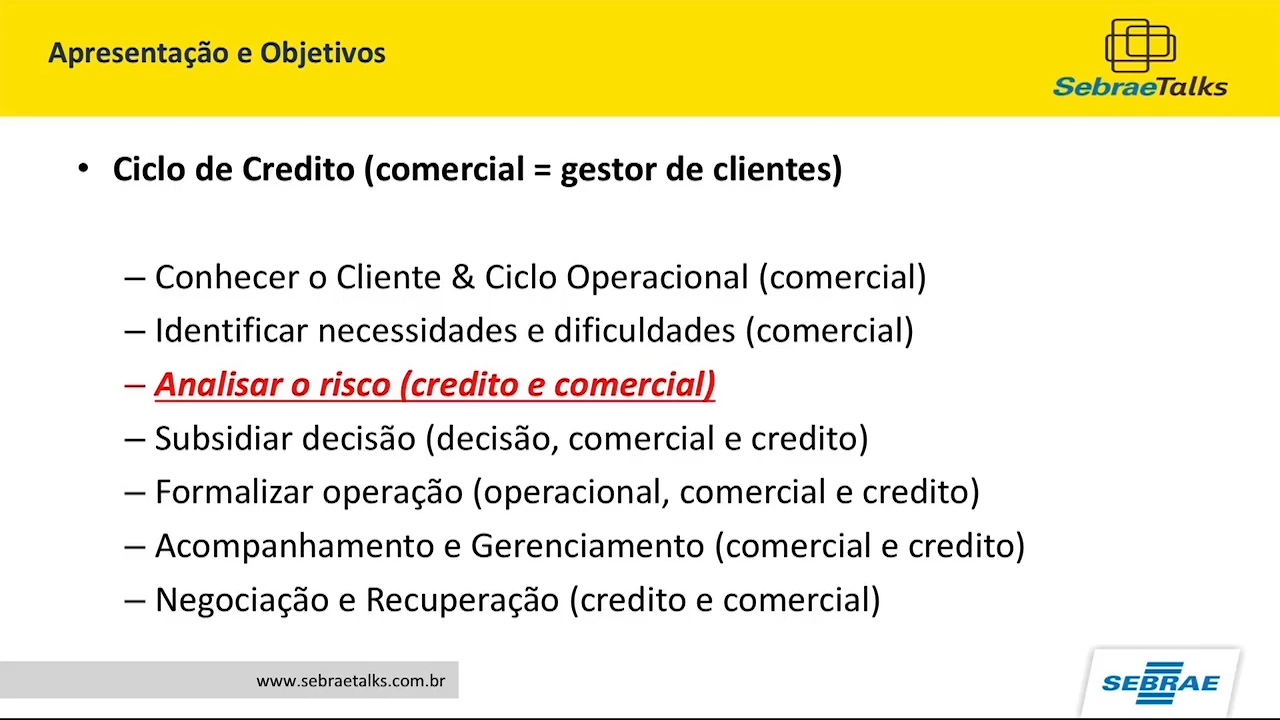 Apresentação e Objetivos
SebraeTalks
• Ciclo de Credito (comercial = gestor de clientes)
– Conhecer o Cliente & Ciclo Operacional (comercial)
– Identificar necessidades e dificuldades (comercial)
– Analisar o risco (credito e comercial)
– Subsidiar decisão (decisão, comercial e credito)
– Formalizar operação (operacional, comercial e credito)
– Acompanhamento e Gerenciamento (comercial e credito)
– Negociação e Recuperação (credito e comercial)
www.sebraetalks.com.br
SEBRAE